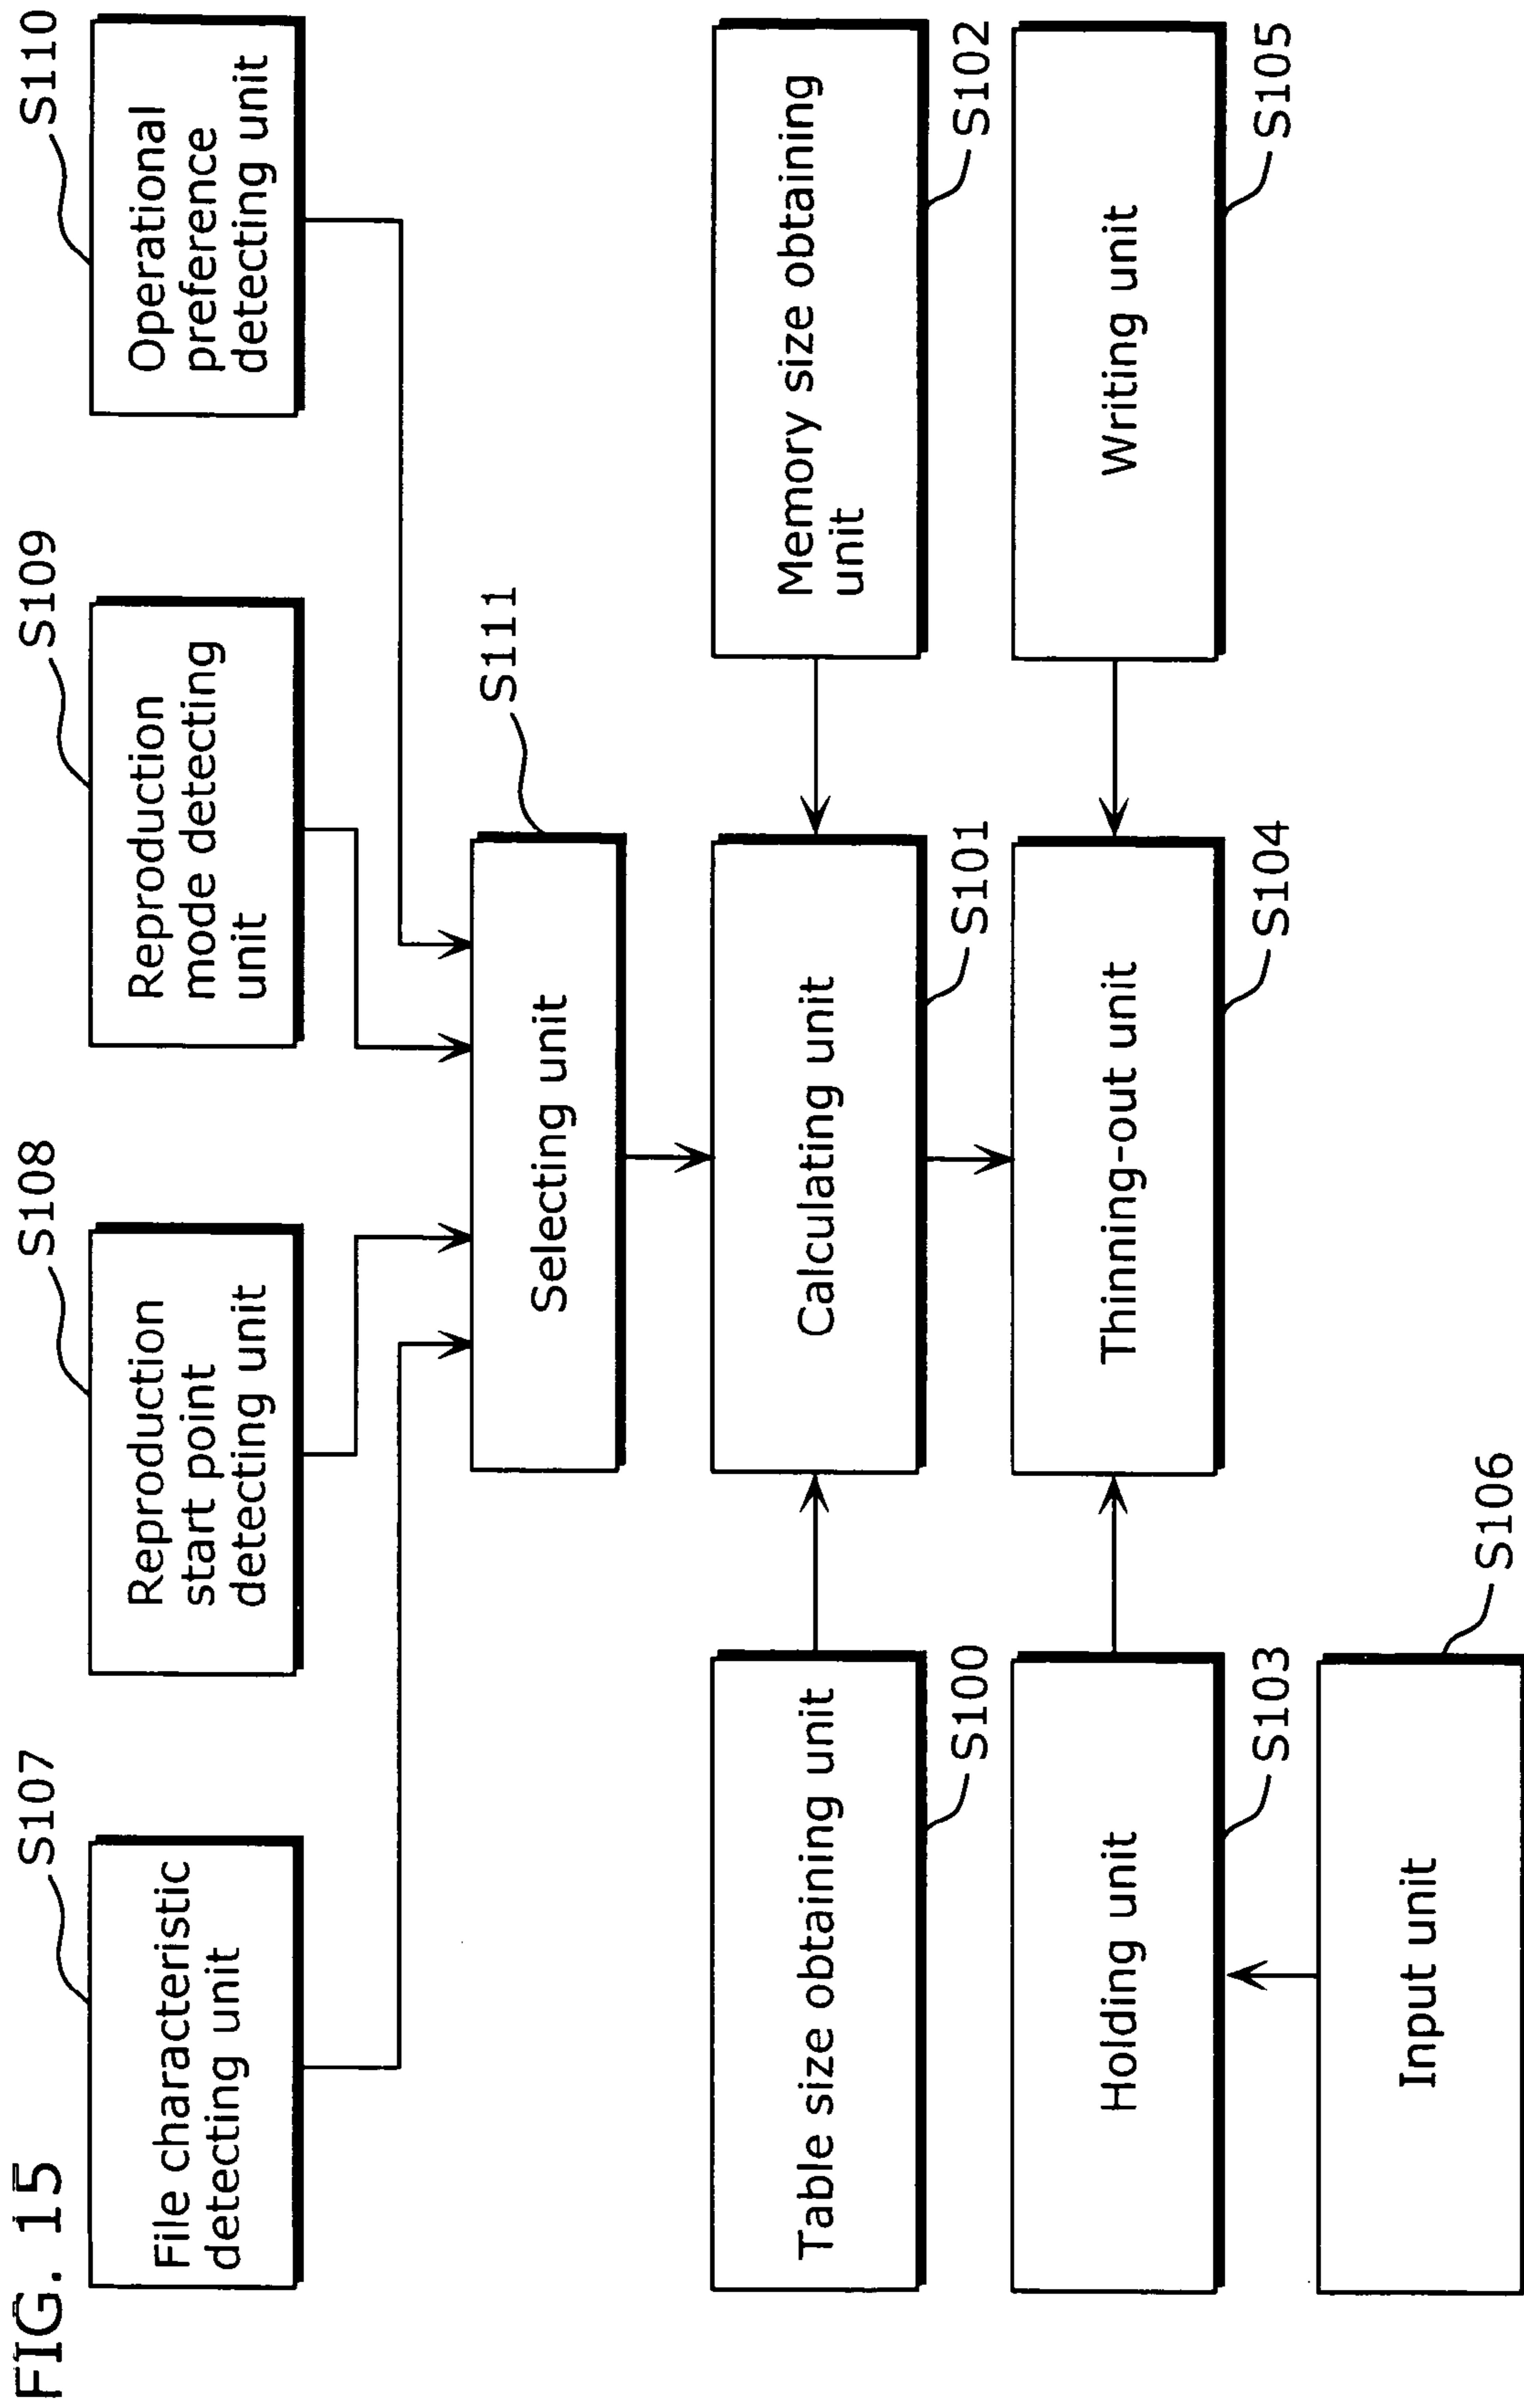 FIG. 15
S107
File characteristic
detecting unit
S108
Reproduction
start point
detecting unit
S109
Reproduction
mode detecting
unit
S110
Operational
preference
detecting unit
S111
Selecting unit
Table size obtaining unit
S100
Calculating unit
S101
Memory size obtaining
unit
S102
Holding unit
S103
Thinning-out unit
S104
Writing unit
S105
Input unit
S106